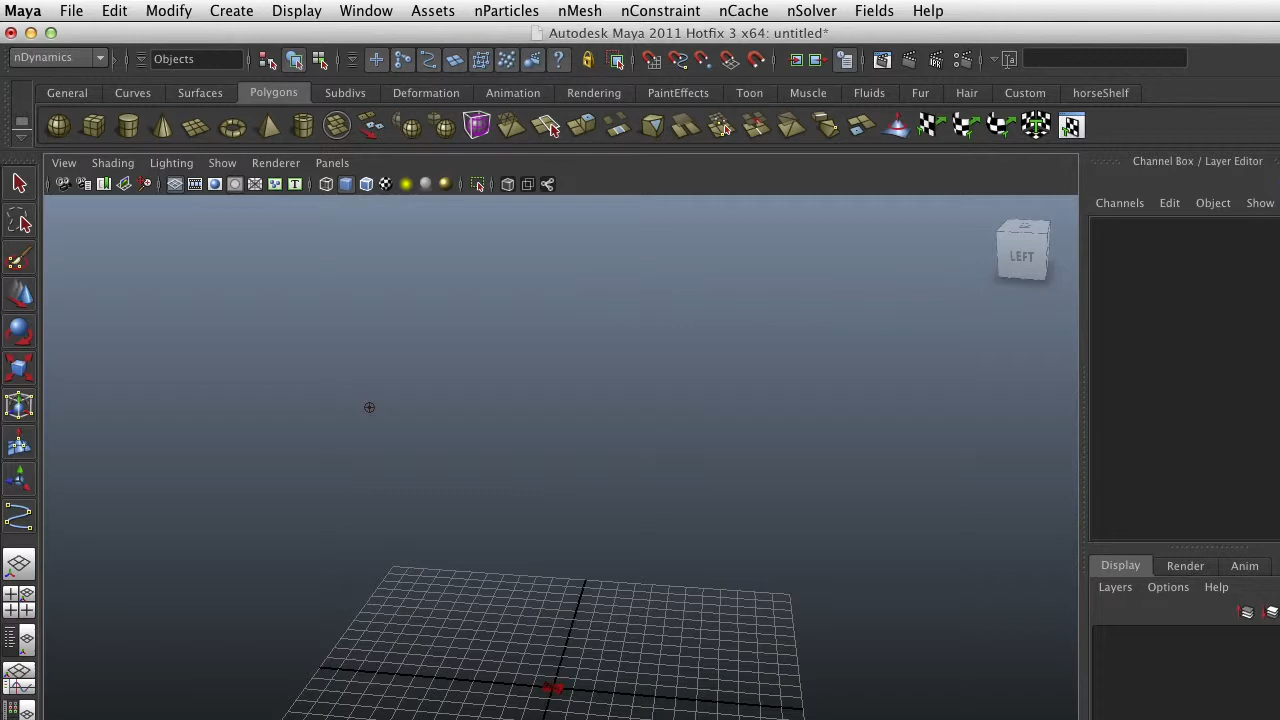 Maya File Edit Modify Create Display Window Assets nParticles nMesh nConstraint nCache nSolver Fields Help
Autodesk Maya 2011 Hotfix 3 x64: untitled*
nDynamics Objects
General Curves Surfaces Polygons Subdivs Deformation Animation Rendering PaintEffects Toon Muscle Fluids Fur Hair Custom horseShelf
View Shading Lighting Show Renderer Panels
Channel Box / Layer Editor
Channels Edit Object Show
LEFT
Display Render Anim
Layers Options Help